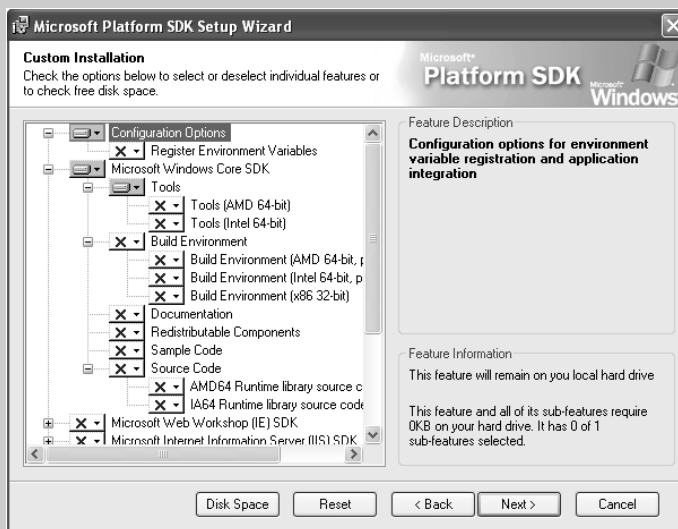 Microsoft Platform SDK Setup Wizard
Custom Installation
Check the options below to select or deselect individual features or
to check free disk space.
Microsoft
Platform SDK
Microsoft
Windows
Configuration Options
Register Environment Variables
Microsoft Windows Core SDK
Tools
Tools (AMD 64-bit)
Tools (Intel 64-bit)
Build Environment
Build Environment (AMD 64-bit, p
Build Environment (Intel 64-bit, p
Build Environment (x86 32-bit)
Documentation
Redistributable Components
Sample Code
Source Code
AMD64 Runtime library source c
IA64 Runtime library source code
Microsoft Web Workshop (IE) SDK
Microsoft Internet Information Server (IIS) SDK
Feature Description
Configuration options for environment
variable registration and application
integration
Feature Information
This feature will remain on you local hard drive
This feature and all of its sub-features require
0KB on your hard drive. It has 0 of 1
sub-features selected.
Disk Space
Reset
< Back
Next >
Cancel